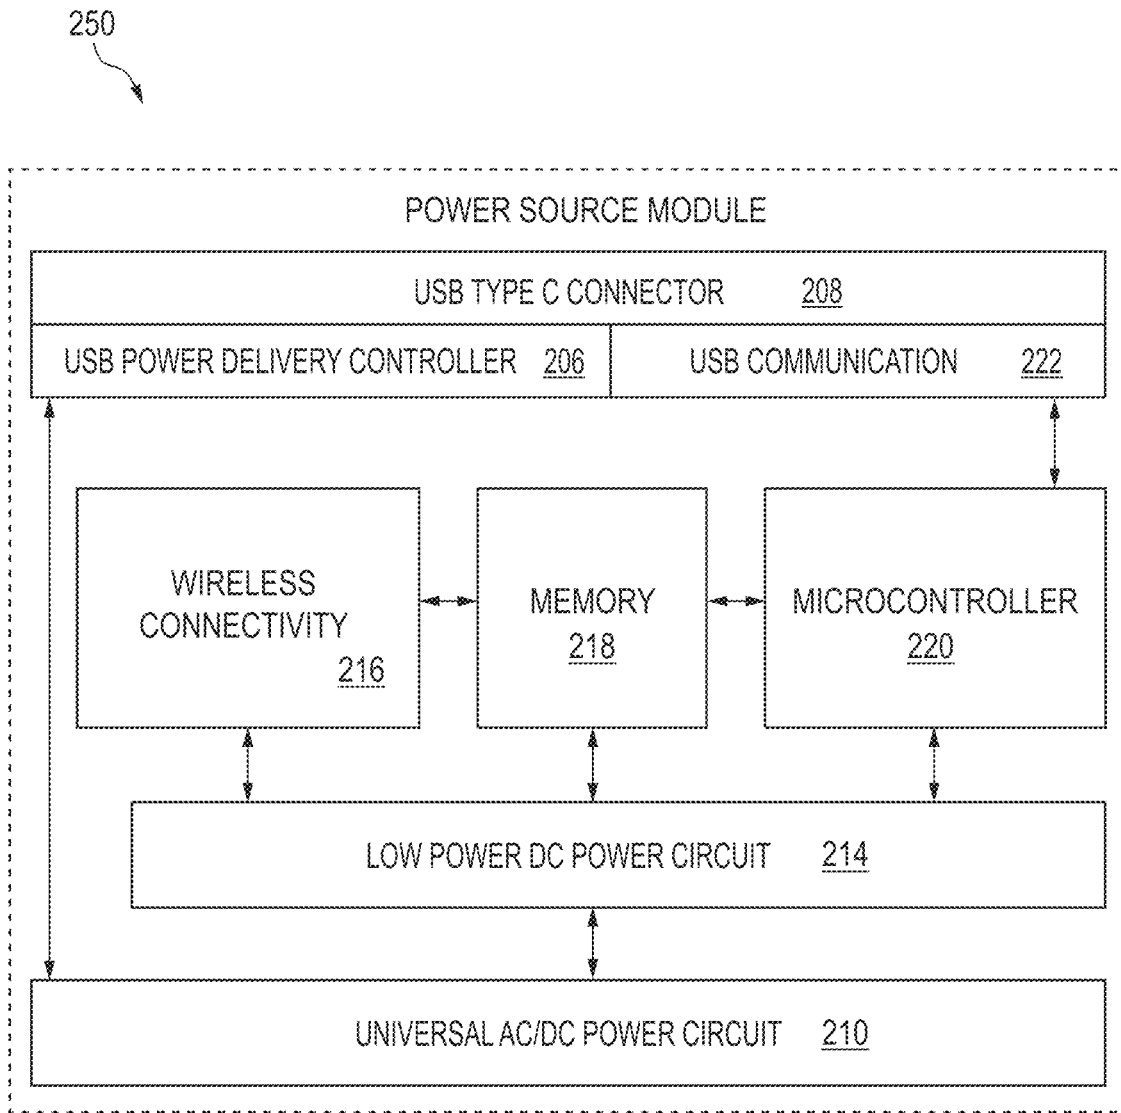 250
POWER SOURCE MODULE
USB TYPE C CONNECTOR 208
USB POWER DELIVERY CONTROLLER 206
USB COMMUNICATION 222
WIRELESS
CONNECTIVITY
216
MEMORY
218
MICROCONTROLLER
220
LOW POWER DC POWER CIRCUIT 214
UNIVERSAL AC/DC POWER CIRCUIT 210